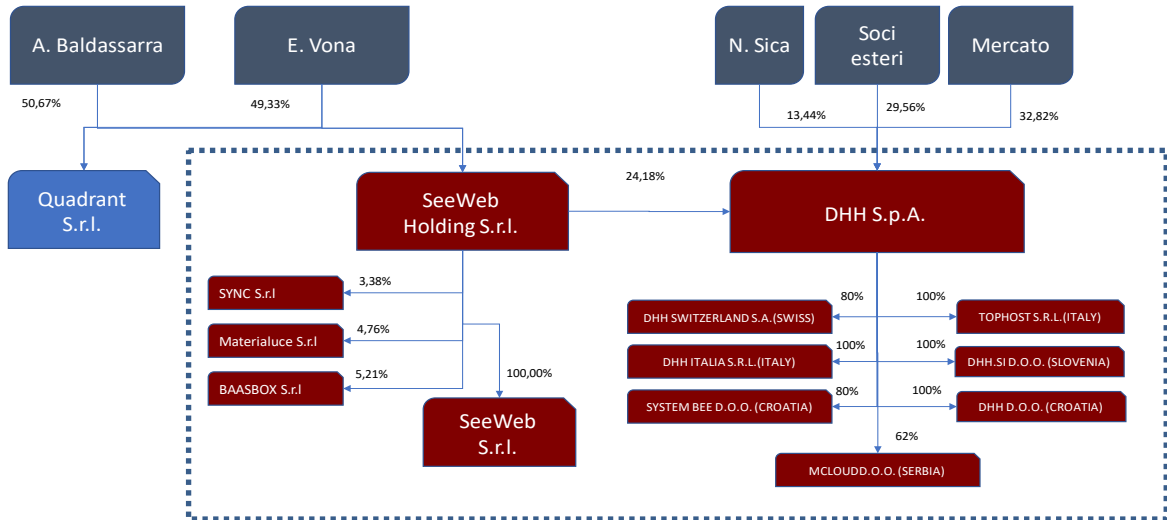 A. Baldassarra
E. Vona
N. Sica
Soci
esteri
Mercato
50,67%
49,33%
13,44%
29,56%
32,82%
Quadrant
S.r.l.
SeeWeb
Holding S.r.l.
24,18%
DHH S.p.A.
SYNC S.r.l
3,38%
Materialuce S.r.l
4,76%
BAASBOX S.r.l
5,21%
100,00%
SeeWeb
S.r.l.
DHH SWITZERLAND S.A.(SWISS)
80%
100%
TOPHOST S.R.L.(ITALY)
DHH ITALIA S.R.L.(ITALY)
100%
100%
DHH.SI D.O.O. (SLOVENIA)
SYSTEM BEE D.O.O. (CROATIA)
80%
100%
DHH D.O.O. (CROATIA)
62%
MCLOUDD.O.O. (SERBIA)